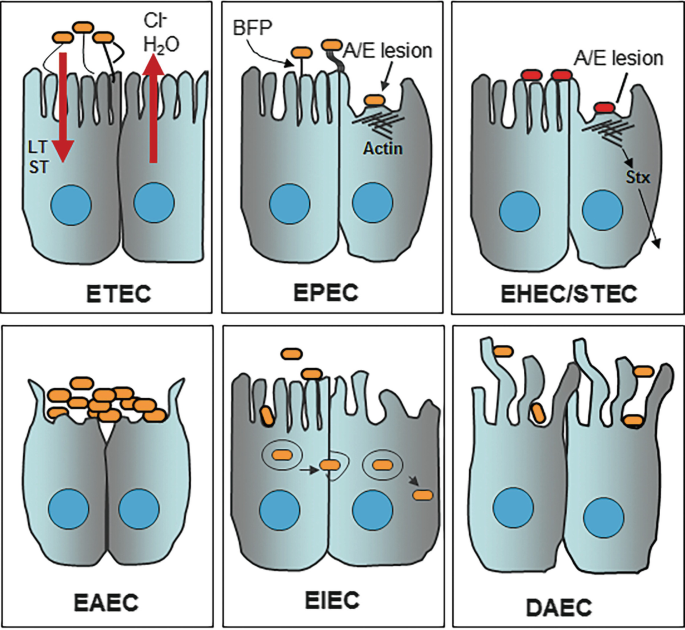 Cl-
H2O
LT
ST
ETEC
BFP
A/E lesion
Actin
EPEC
A/E lesion
Stx
EHEC/STEC
EAEC
EIEC
DAEC